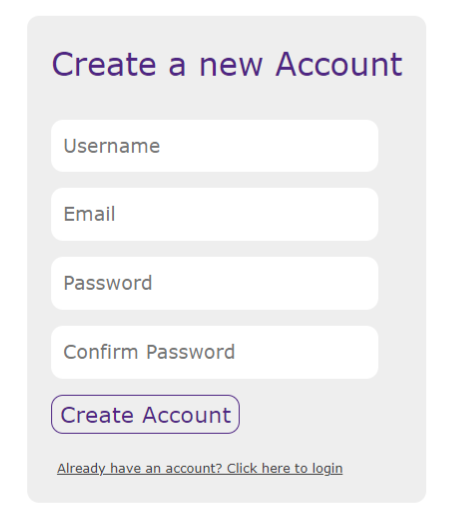 Create a new Account
Username
Email
Password
Confirm Password
Create Account
Already have an account? Click here to login